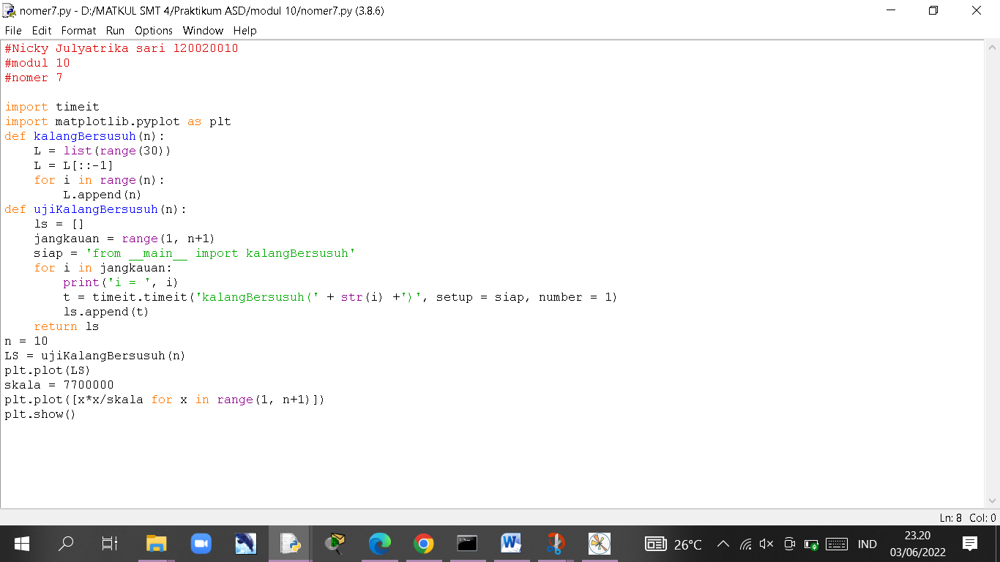 nomer7.py - D:/MATKUL SMT 4/Praktikum ASD/modul 10/nomer7.py (3.8.6)
File Edit Format Run Options Window Help
#Nicky Julyatrika sari l20020010
#modul 10
#nomer 7

import timeit
import matplotlib.pyplot as plt
def kalangBersusuh(n):
    L = list(range(30))
    L = L[::-1]
    for i in range(n):
        L.append(n)
def ujiKalangBersusuh(n):
    ls = []
    jangkauan = range(1, n+1)
    siap = 'from __main__ import kalangBersusuh'
    for i in jangkauan:
        print('i = ', i)
        t = timeit.timeit('kalangBersusuh(' + str(i) +')', setup = siap, number = 1)
        ls.append(t)
    return ls
n = 10
LS = ujiKalangBersusuh(n)
plt.plot(LS)
skala = 7700000
plt.plot([x*x/skala for x in range(1, n+1)])
plt.show()
Ln: 8 Col: 0
26°C
IND
23.20
03/06/2022